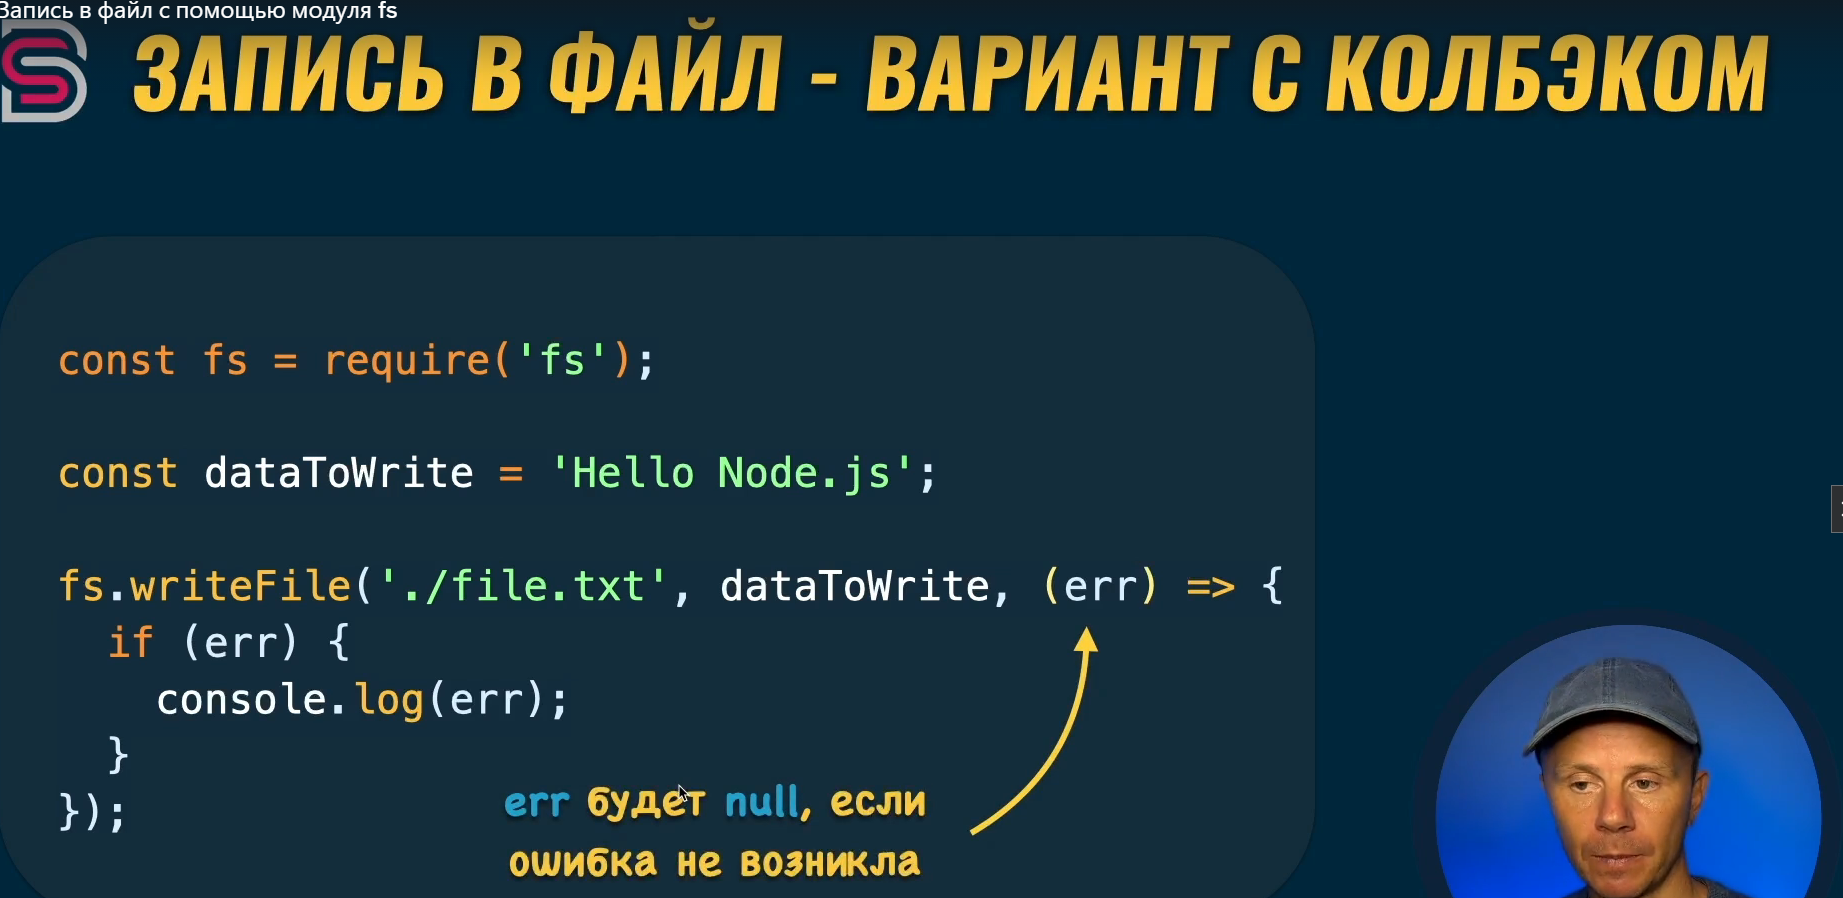 Запись в файл с помощью модуля fs
ЗАПИСЬ В ФАЙЛ - ВАРИАНТ С КОЛБЭКОМ
const fs = require('fs');
const dataToWrite = 'Hello Node.js';
fs.writeFile('./file.txt', dataToWrite, (err) => {
if (err) {
console.log(err);
}
});
err будет null, если
ошибка не возникла